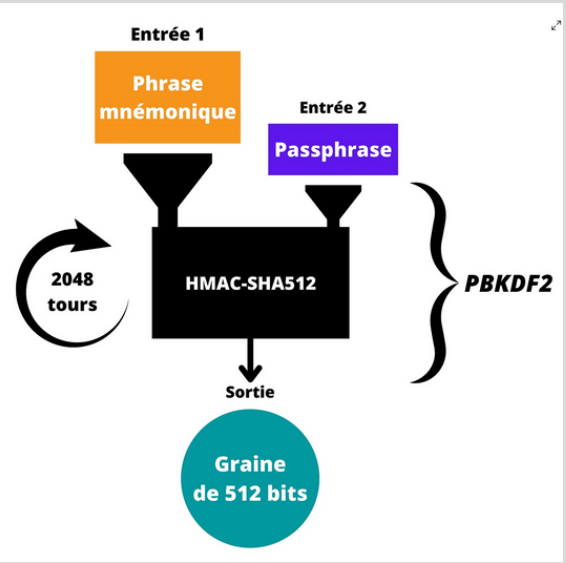 Entrée 1
Phrase
mnémonique
Entrée 2
Passphrase
2048
tours
HMAC-SHA512
PBKDF2
Sortie
Graine
de 512 bits